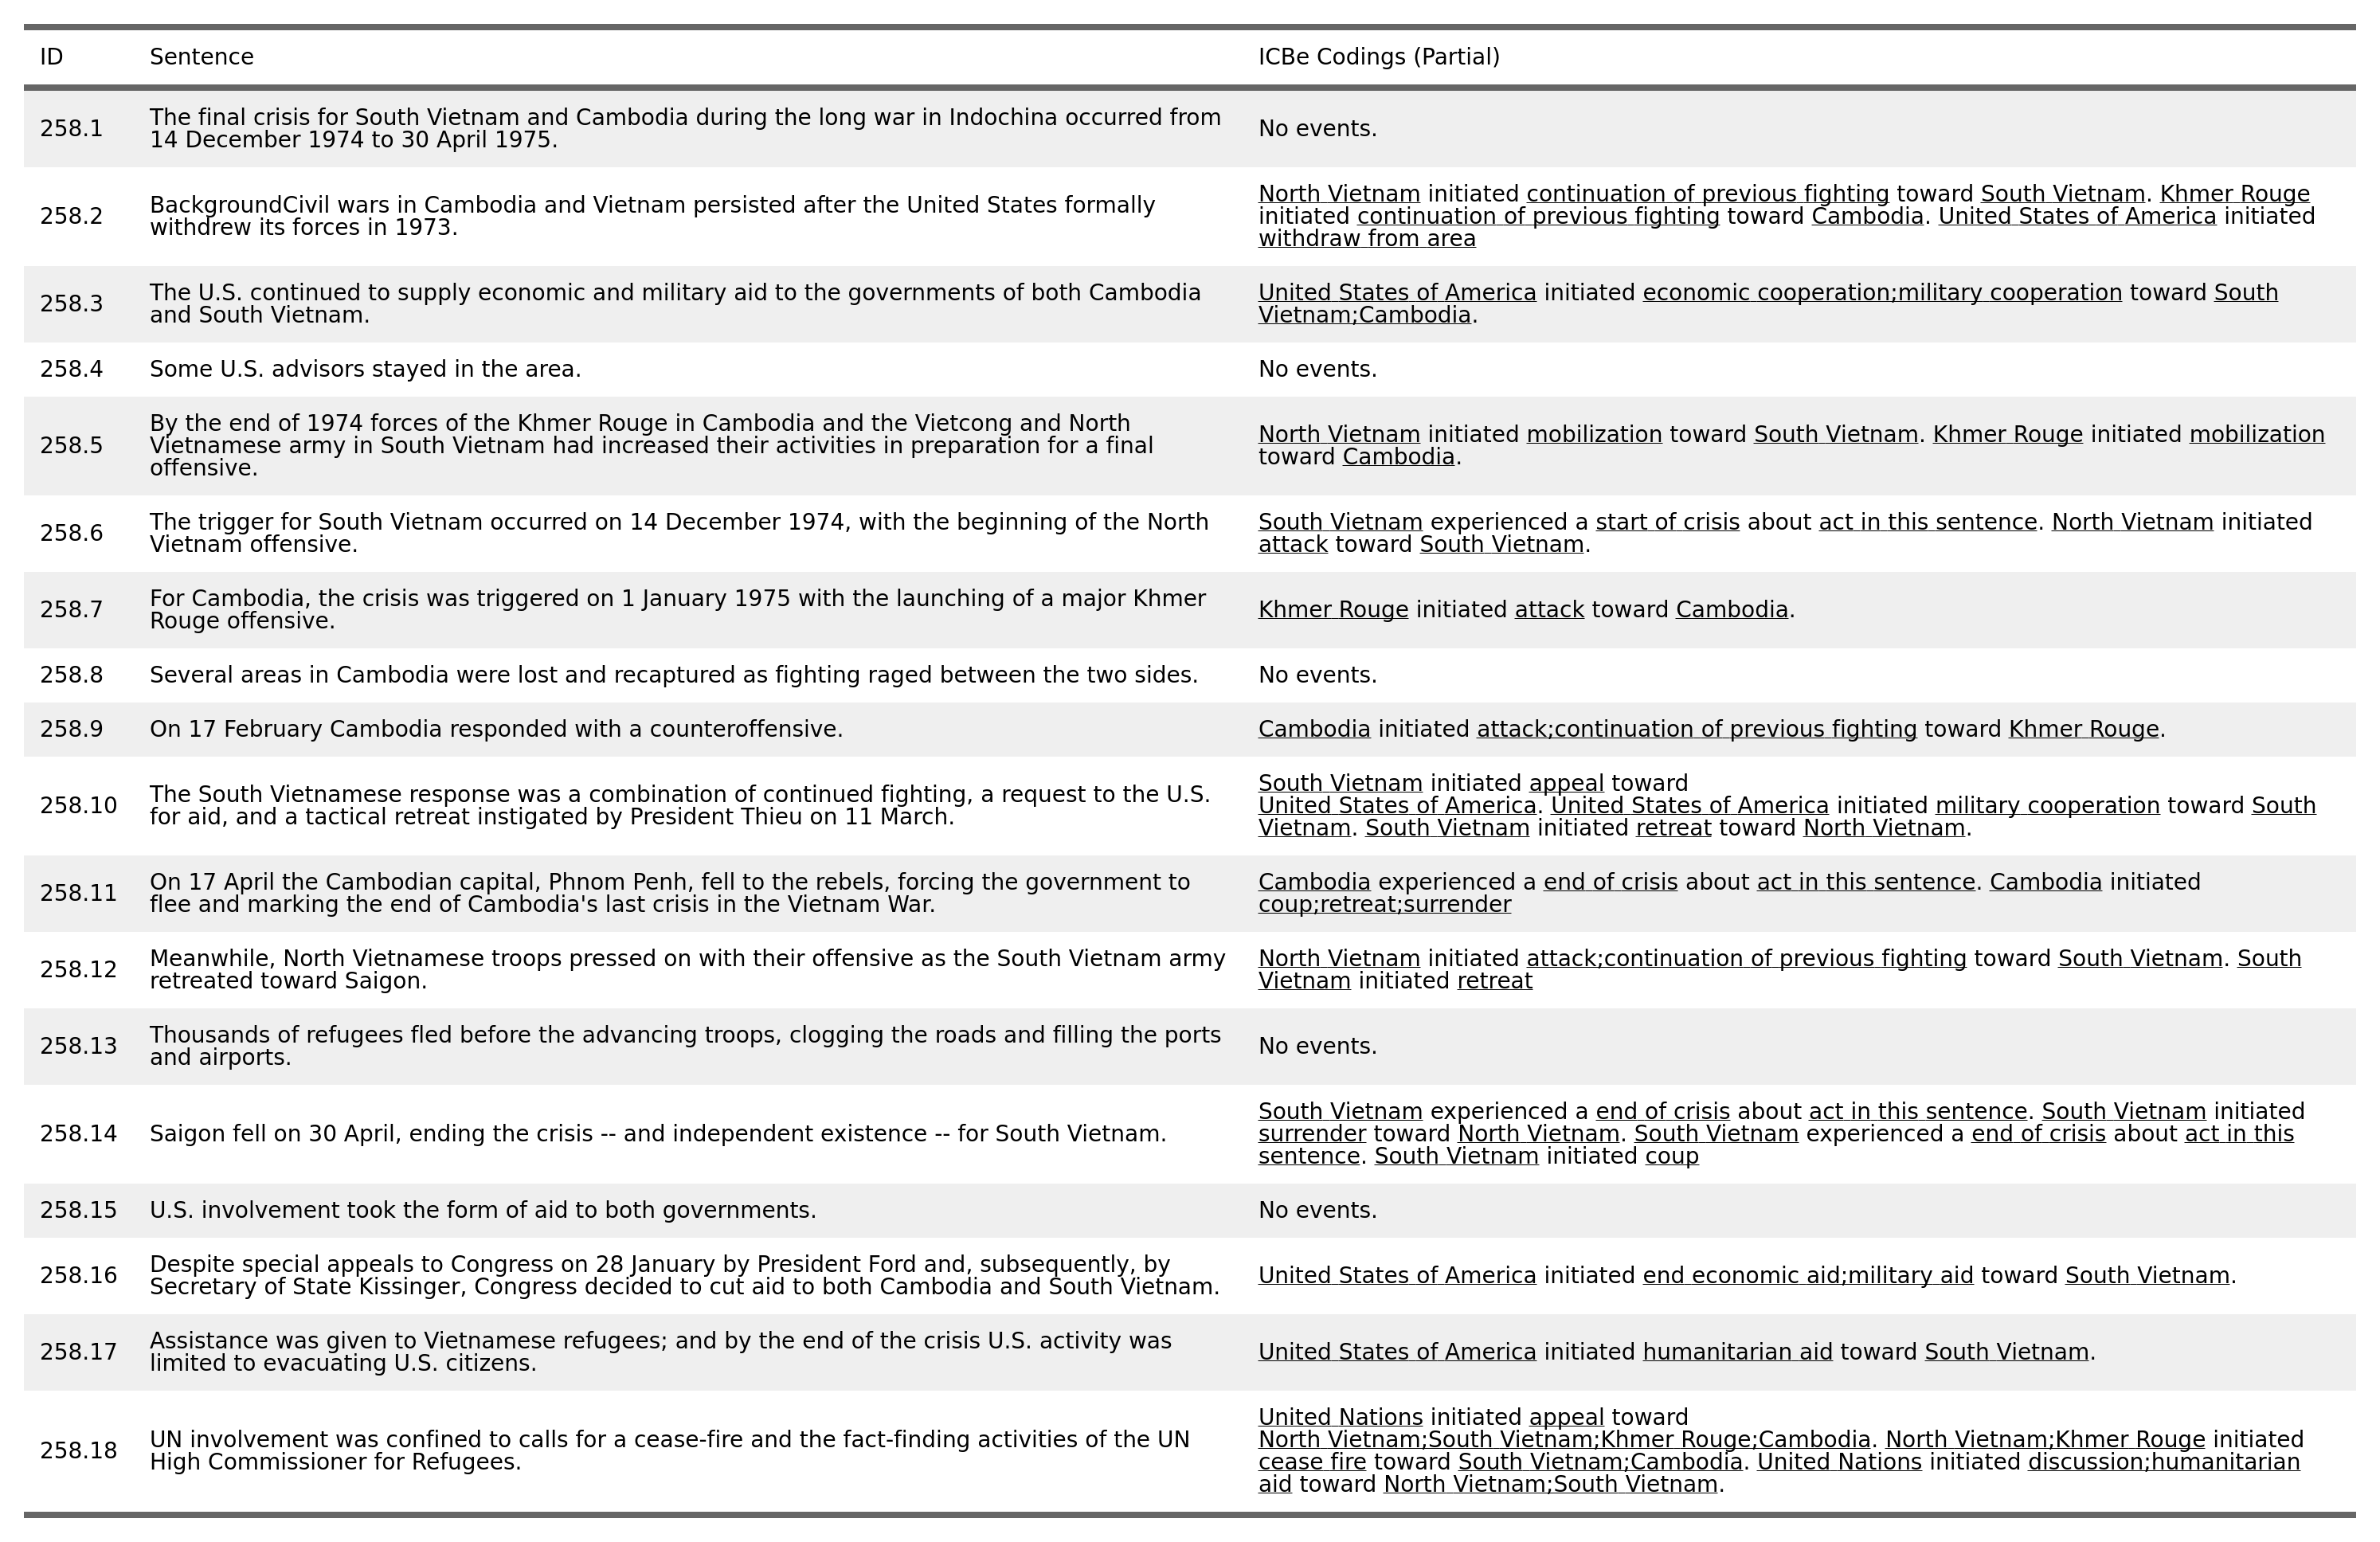 ID Sentence ICBe Codings (Partial)
258.1 The final crisis for South Vietnam and Cambodia during the long war in Indochina occurred from
14 December 1974 to 30 April 1975.
No events.
258.2 BackgroundCivil wars in Cambodia and Vietnam persisted after the United States formally
withdrew its forces in 1973.
North Vietnam initiated continuation of previous fighting toward South Vietnam. Khmer Rouge
initiated continuation of previous fighting toward Cambodia. United States of America initiated
withdraw from area
258.3 The U.S. continued to supply economic and military aid to the governments of both Cambodia
and South Vietnam.
United States of America initiated economic cooperation;military cooperation toward South
Vietnam;Cambodia.
258.4 Some U.S. advisors stayed in the area.
No events.
258.5 By the end of 1974 forces of the Khmer Rouge in Cambodia and the Vietcong and North
Vietnamese army in South Vietnam had increased their activities in preparation for a final
offensive.
North Vietnam initiated mobilization toward South Vietnam. Khmer Rouge initiated mobilization
toward Cambodia.
258.6 The trigger for South Vietnam occurred on 14 December 1974, with the beginning of the North
Vietnam offensive.
South Vietnam experienced a start of crisis about act in this sentence. North Vietnam initiated
attack toward South Vietnam.
258.7 For Cambodia, the crisis was triggered on 1 January 1975 with the launching of a major Khmer
Rouge offensive.
Khmer Rouge initiated attack toward Cambodia.
258.8 Several areas in Cambodia were lost and recaptured as fighting raged between the two sides.
No events.
258.9 On 17 February Cambodia responded with a counteroffensive.
Cambodia initiated attack;continuation of previous fighting toward Khmer Rouge.
258.10 The South Vietnamese response was a combination of continued fighting, a request to the U.S.
for aid, and a tactical retreat instigated by President Thieu on 11 March.
South Vietnam initiated appeal toward
United States of America. United States of America initiated military cooperation toward South
Vietnam. South Vietnam initiated retreat toward North Vietnam.
258.11 On 17 April the Cambodian capital, Phnom Penh, fell to the rebels, forcing the government to
flee and marking the end of Cambodia's last crisis in the Vietnam War.
Cambodia experienced a end of crisis about act in this sentence. Cambodia initiated
coup;retreat;surrender
258.12 Meanwhile, North Vietnamese troops pressed on with their offensive as the South Vietnam army
retreated toward Saigon.
North Vietnam initiated attack;continuation of previous fighting toward South Vietnam. South
Vietnam initiated retreat
258.13 Thousands of refugees fled before the advancing troops, clogging the roads and filling the ports
and airports.
No events.
258.14 Saigon fell on 30 April, ending the crisis -- and independent existence -- for South Vietnam.
South Vietnam experienced a end of crisis about act in this sentence. South Vietnam initiated
surrender toward North Vietnam. South Vietnam experienced a end of crisis about act in this
sentence. South Vietnam initiated coup
258.15 U.S. involvement took the form of aid to both governments.
No events.
258.16 Despite special appeals to Congress on 28 January by President Ford and, subsequently, by
Secretary of State Kissinger, Congress decided to cut aid to both Cambodia and South Vietnam.
United States of America initiated end economic aid;military aid toward South Vietnam.
258.17 Assistance was given to Vietnamese refugees; and by the end of the crisis U.S. activity was
limited to evacuating U.S. citizens.
United States of America initiated humanitarian aid toward South Vietnam.
258.18 UN involvement was confined to calls for a cease-fire and the fact-finding activities of the UN
High Commissioner for Refugees.
United Nations initiated appeal toward
North Vietnam;South Vietnam;Khmer Rouge;Cambodia. North Vietnam;Khmer Rouge initiated
cease fire toward South Vietnam;Cambodia. United Nations initiated discussion;humanitarian
aid toward North Vietnam;South Vietnam.